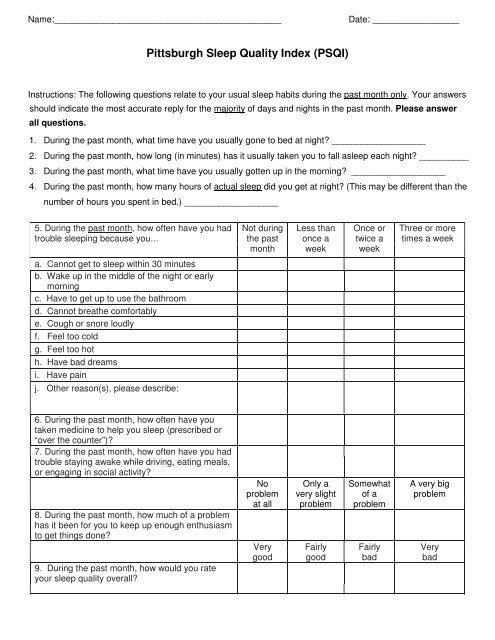 Name:________________________________________________ Date: __________________
Pittsburgh Sleep Quality Index (PSQI)
Instructions: The following questions relate to your usual sleep habits during the past month only. Your answers
should indicate the most accurate reply for the majority of days and nights in the past month. Please answer
all questions.
1. During the past month, what time have you usually gone to bed at night? ___________________
2. During the past month, how long (in minutes) has it usually taken you to fall asleep each night? __________
3. During the past month, what time have you usually gotten up in the morning? ___________________
4. During the past month, how many hours of actual sleep did you get at night? (This may be different than the
number of hours you spent in bed.) ___________________
5. During the past month, how often have you had
trouble sleeping because you…
Not during
the past
month
Less than
once a
week
Once or
twice a
week
Three or more
times a week
a. Cannot get to sleep within 30 minutes
b. Wake up in the middle of the night or early
morning
c. Have to get up to use the bathroom
d. Cannot breathe comfortably
e. Cough or snore loudly
f. Feel too cold
g. Feel too hot
h. Have bad dreams
i. Have pain
j. Other reason(s), please describe:
6. During the past month, how often have you
taken medicine to help you sleep (prescribed or
“over the counter”)?
7. During the past month, how often have you had
trouble staying awake while driving, eating meals,
or engaging in social activity?
No
problem
at all
Only a
very slight
problem
Somewhat
of a
problem
A very big
problem
8. During the past month, how much of a problem
has it been for you to keep up enough enthusiasm
to get things done?
Very
good
Fairly
good
Fairly
bad
Very
bad
9. During the past month, how would you rate
your sleep quality overall?